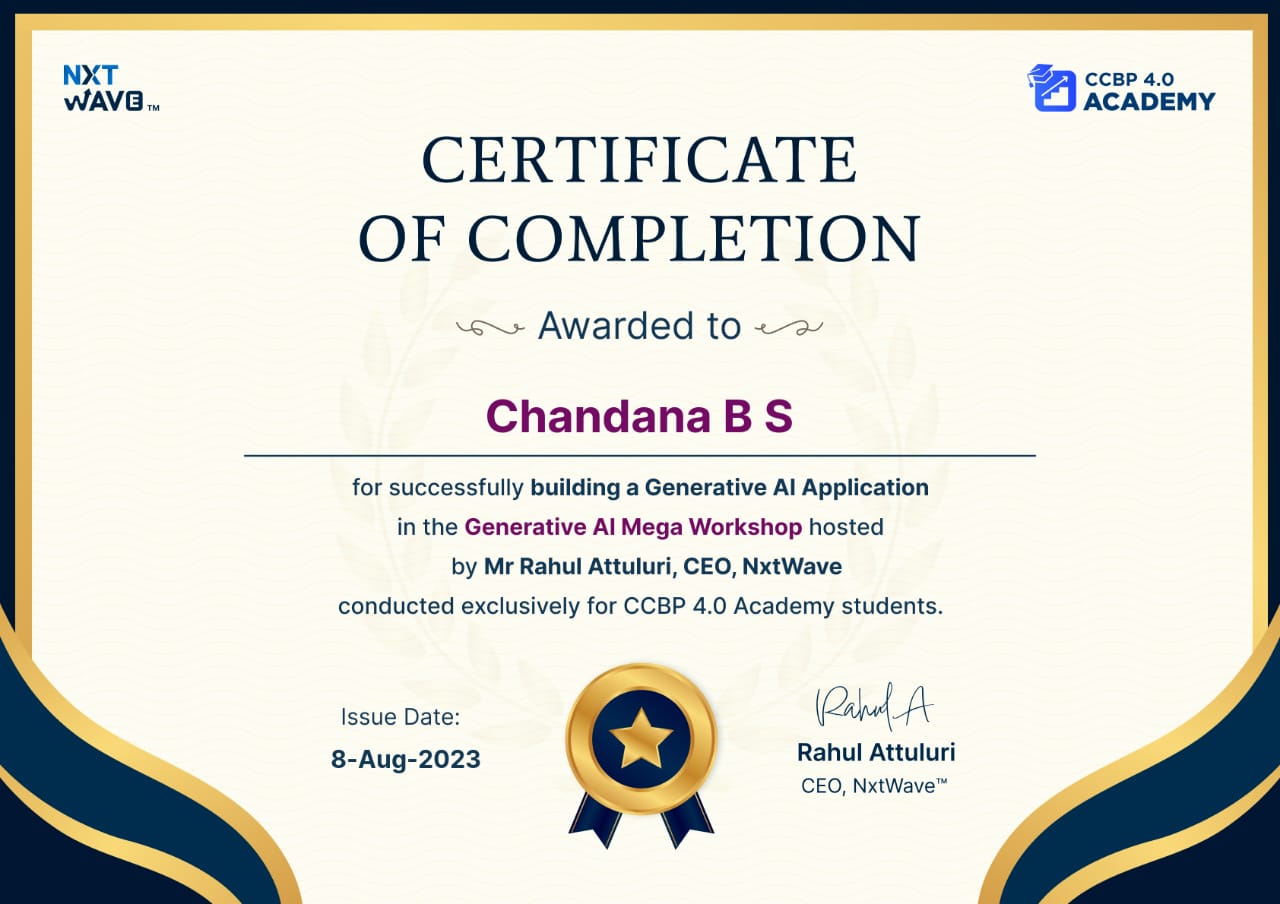 NXT
WAVE™
CCBP 4.0
ACADEMY
CERTIFICATE
OF COMPLETION
Awarded to
Chandana B S
for successfully building a Generative AI Application
in the Generative AI Mega Workshop hosted
by Mr Rahul Attuluri, CEO, NxtWave
conducted exclusively for CCBP 4.0 Academy students.
Issue Date:
8-Aug-2023
Rahul A
Rahul Attuluri
CEO, NxtWave™